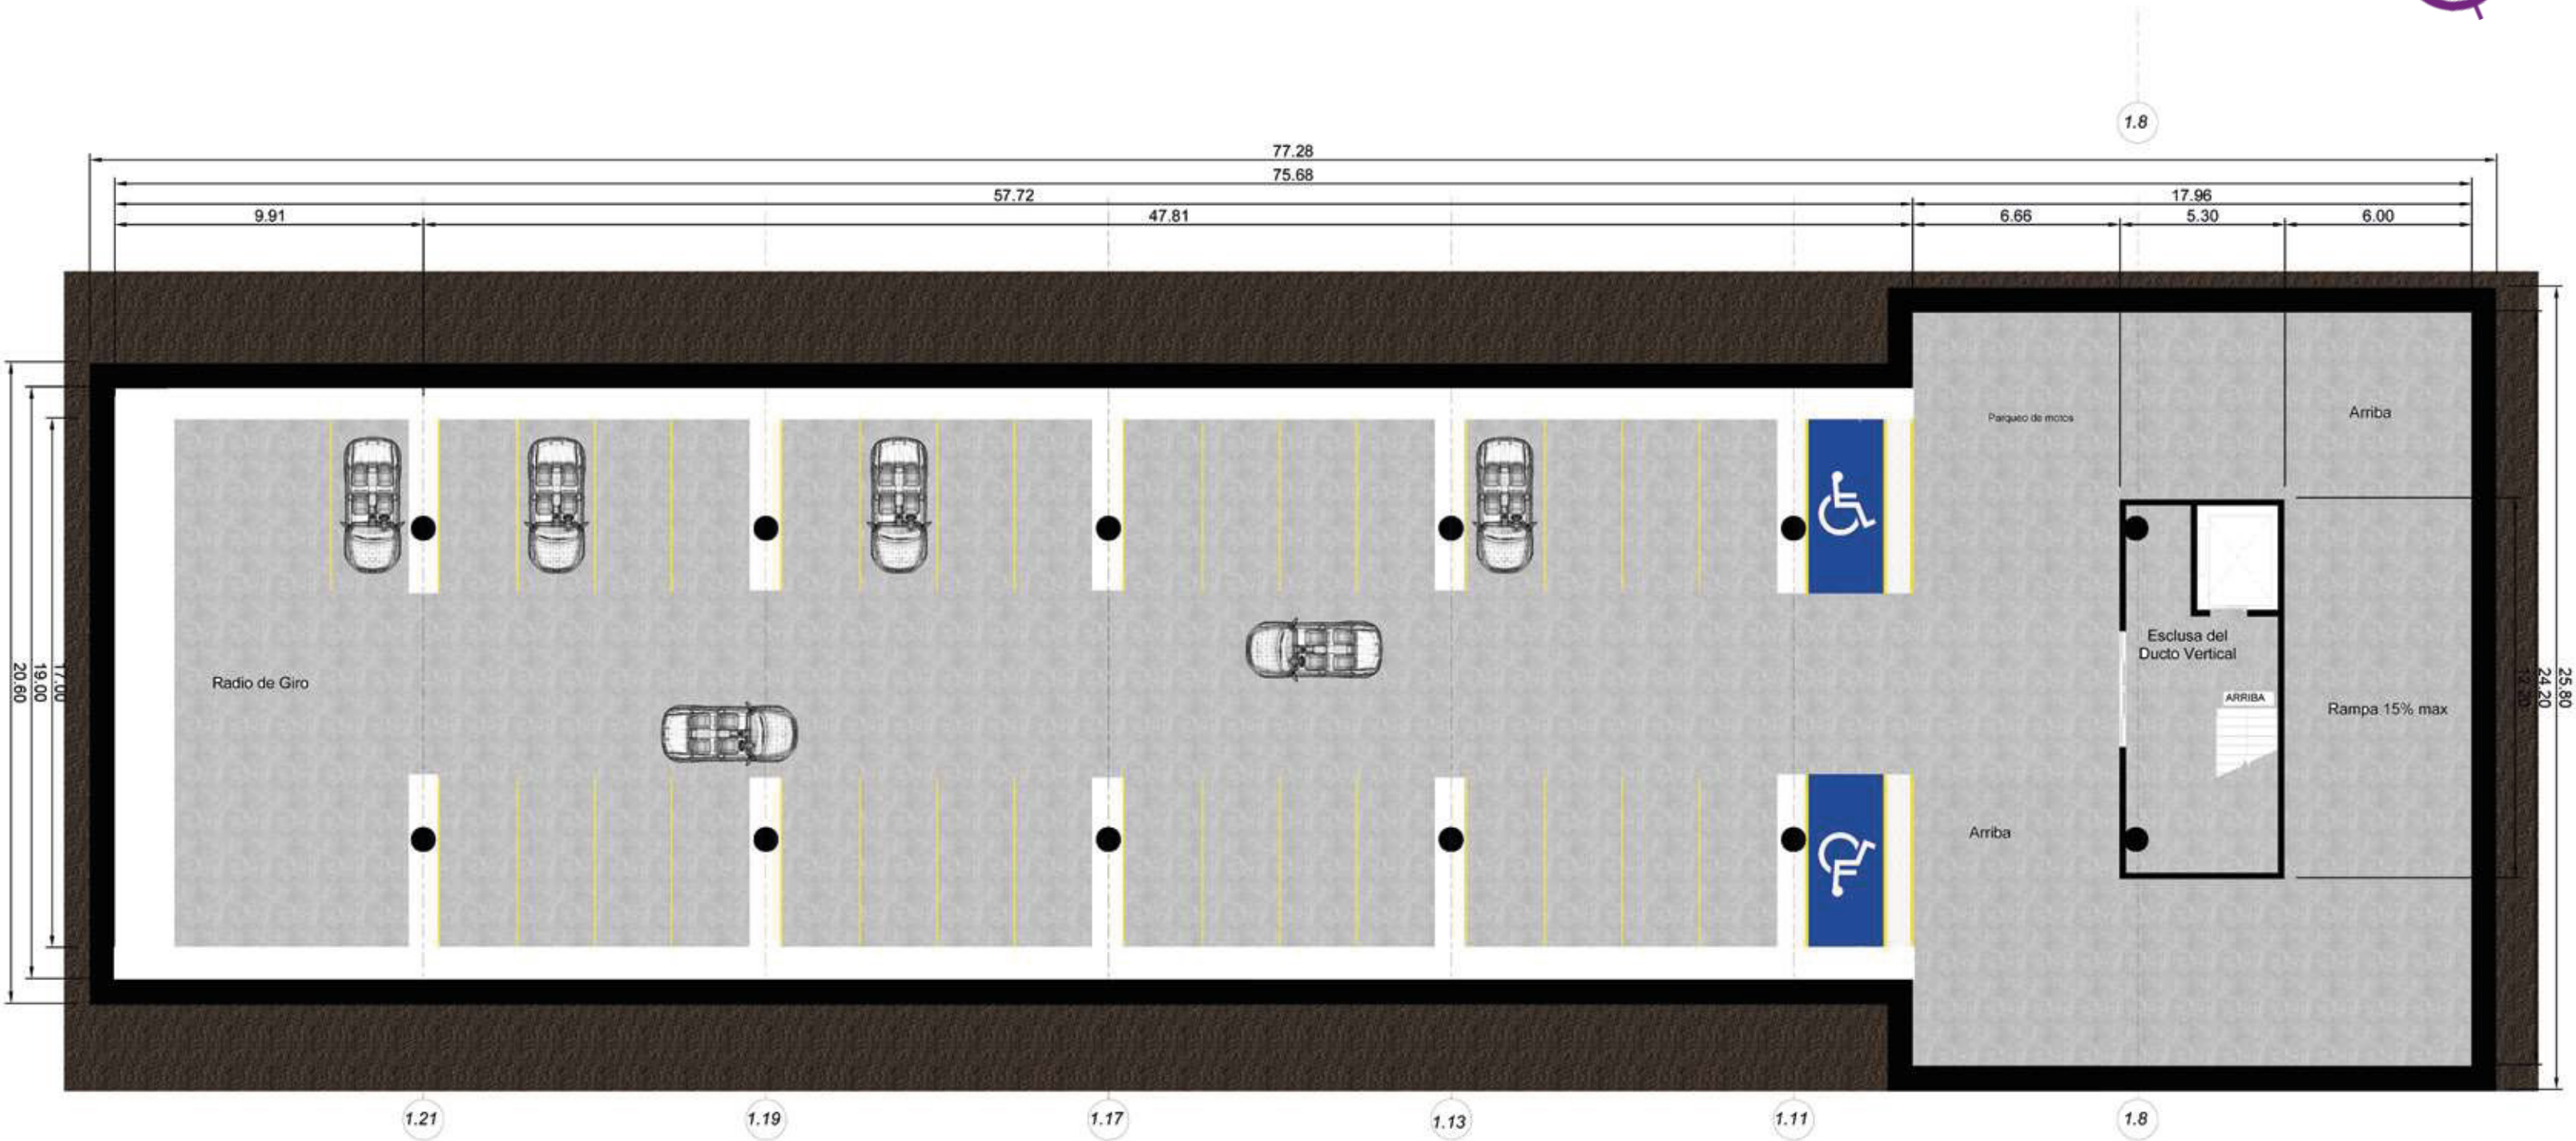 1.8
77.28
75.68
57.72
17.96
9.91
47.81
6.66
5.30
6.00
Parqueo de motos
Arriba
Esclusa del
Ducto Vertical
ARRIBA
Radio de Giro
Rampa 15% max
20.60
19.00
17.00
12.20
24.20
25.80
Arriba
1.21
1.19
1.17
1.13
1.11
1.8